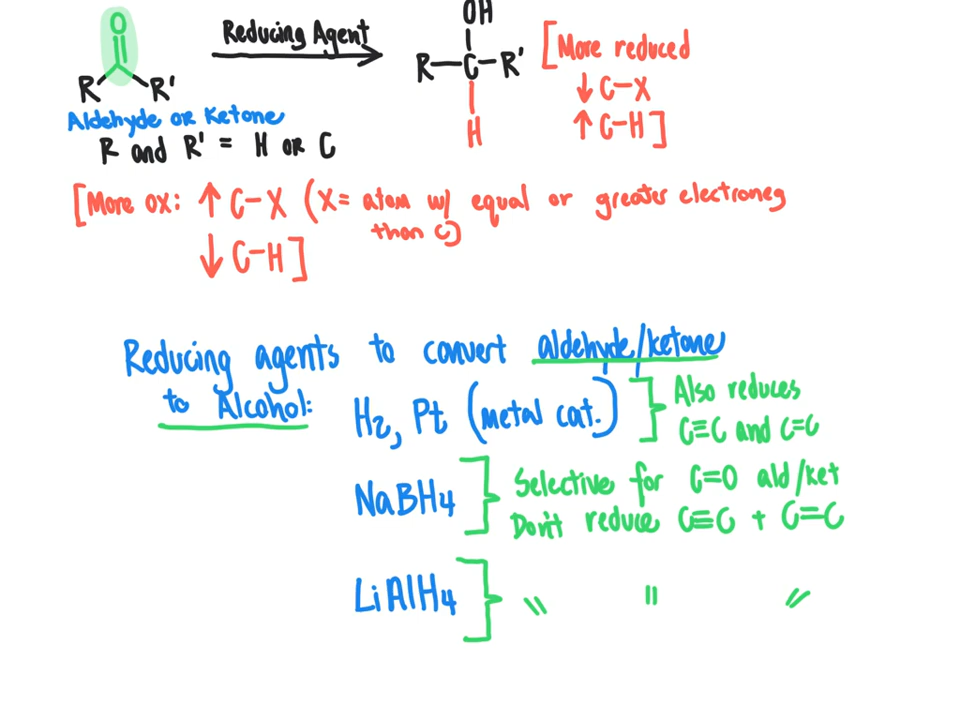 O
Reducing Agent
OH
R R'
R-C-R'
H
[More reduced
↓ C-X
↑ C-H]
Aldehyde or Ketone
R and R' = H or C
[More ox: ↑ C-X (X= atom w/ equal or greater electroneg
than C)
↓ C-H]
Reducing agents to convert aldehyde/ketone
to Alcohol:
H2, Pt (metal cat.)
Also reduces
C≡C and C=C
NaBH4
Selective for C=O ald/ket
Don't reduce C≡C + C=C
LiAlH4
" " "